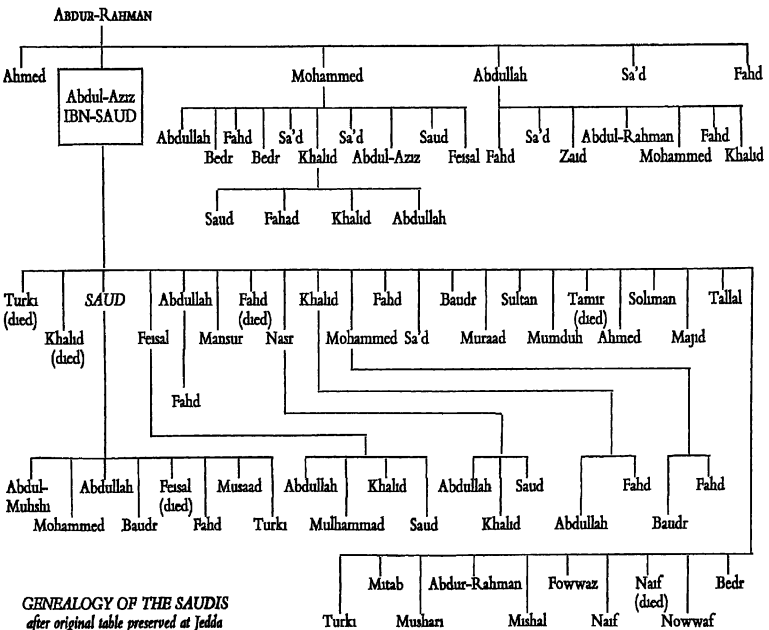 ABDUR-RAHMAN
Ahmed
Abdul-Aziz
IBN-SAUD
Mohammed
Abdullah
Sa'd
Fahd
Abdullah
Bedr
Fahd
Bedr
Sa'd
Khalid
Sa'd
Abdul-Aziz
Saud
Feisal
Fahd
Sa'd
Zaid
Abdul-Rahman
Mohammed
Fahd
Khalid
Saud
Fahad
Khalid
Abdullah
Turki
(died)
Khalid
(died)
SAUD
Feisal
Abdullah
Mansur
Fahd
(died)
Nasr
Khalid
Mohammed
Fahd
Sa'd
Baudr
Muraad
Sultan
Mumduh
Tamir
(died)
Ahmed
Soliman
Majid
Tallal
Fahd
Abdul-
Muhshi
Mohammed
Abdullah
Baudr
Feisal
(died)
Fahd
Musaad
Turki
Abdullah
Mulhammad
Khalid
Saud
Abdullah
Khalid
Saud
Abdullah
Fahd
Baudr
Fahd
Turki
Mitab
Mushari
Abdur-Rahman
Mishal
Fowwaz
Naif
Naif
(died)
Nowwaf
Bedr
GENEALOGY OF THE SAUDIS
after original table preserved at Jedda